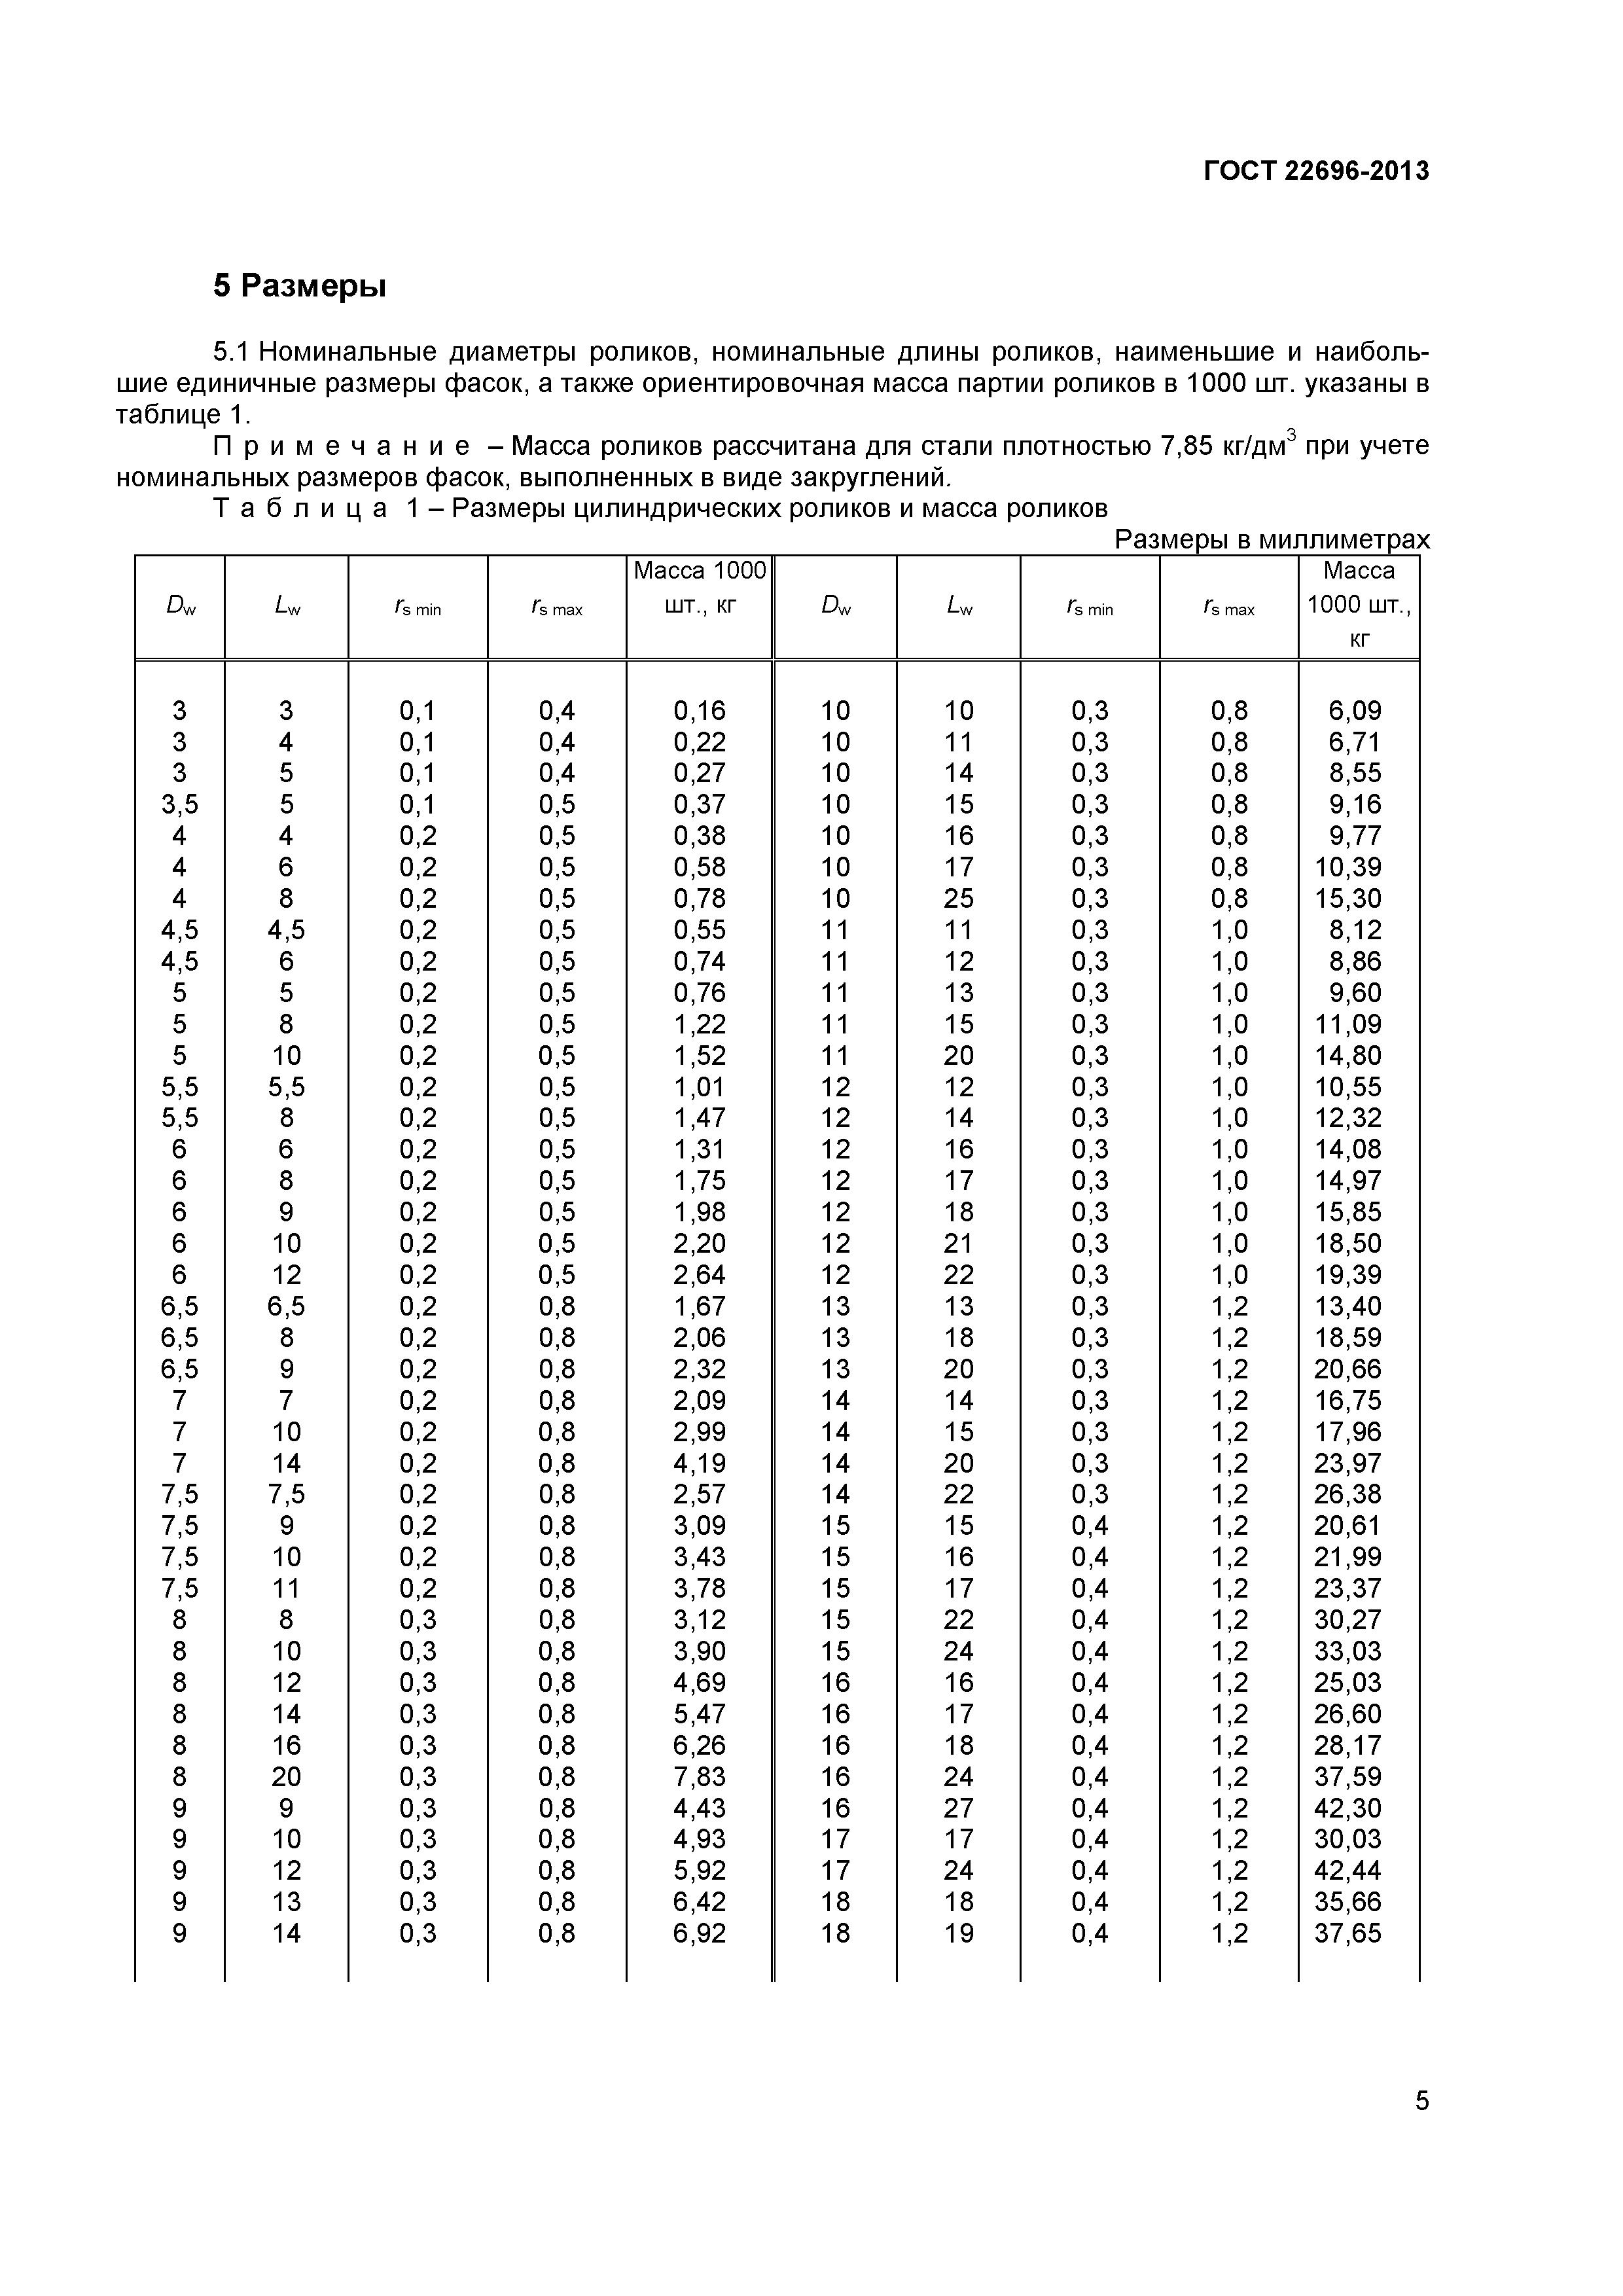 ГОСТ 22696-2013
5 Размеры
5.1 Номинальные диаметры роликов, номинальные длины роликов, наименьшие и наиболь-
шие единичные размеры фасок, а также ориентировочная масса партии роликов в 1000 шт. указаны в
таблице 1.
Примечание – Масса роликов рассчитана для стали плотностью 7,85 кг/дм³ при учете
номинальных размеров фасок, выполненных в виде закруглений.
Таблица 1 – Размеры цилиндрических роликов и масса роликов
Размеры в миллиметрах
Dw Lw rs min rs max Масса 1000 шт., кг Dw Lw rs min rs max Масса 1000 шт., кг
3 3 0,1 0,4 0,16 10 10 0,3 0,8 6,09
3 4 0,1 0,4 0,22 10 11 0,3 0,8 6,71
3 5 0,1 0,4 0,27 10 14 0,3 0,8 8,55
3,5 5 0,1 0,5 0,37 10 15 0,3 0,8 9,16
4 4 0,2 0,5 0,38 10 16 0,3 0,8 9,77
4 6 0,2 0,5 0,58 10 17 0,3 0,8 10,39
4 8 0,2 0,5 0,78 10 25 0,3 0,8 15,30
4,5 4,5 0,2 0,5 0,55 11 11 0,3 1,0 8,12
4,5 6 0,2 0,5 0,74 11 12 0,3 1,0 8,86
5 5 0,2 0,5 0,76 11 13 0,3 1,0 9,60
5 8 0,2 0,5 1,22 11 15 0,3 1,0 11,09
5 10 0,2 0,5 1,52 11 20 0,3 1,0 14,80
5,5 5,5 0,2 0,5 1,01 12 12 0,3 1,0 10,55
5,5 8 0,2 0,5 1,47 12 14 0,3 1,0 12,32
6 6 0,2 0,5 1,31 12 16 0,3 1,0 14,08
6 8 0,2 0,5 1,75 12 17 0,3 1,0 14,97
6 9 0,2 0,5 1,98 12 18 0,3 1,0 15,85
6 10 0,2 0,5 2,20 12 21 0,3 1,0 18,50
6 12 0,2 0,5 2,64 12 22 0,3 1,0 19,39
6,5 6,5 0,2 0,8 1,67 13 13 0,3 1,2 13,40
6,5 8 0,2 0,8 2,06 13 18 0,3 1,2 18,59
6,5 9 0,2 0,8 2,32 13 20 0,3 1,2 20,66
7 7 0,2 0,8 2,09 14 14 0,3 1,2 16,75
7 10 0,2 0,8 2,99 14 15 0,3 1,2 17,96
7 14 0,2 0,8 4,19 14 20 0,3 1,2 23,97
7,5 7,5 0,2 0,8 2,57 14 22 0,3 1,2 26,38
7,5 9 0,2 0,8 3,09 15 15 0,4 1,2 20,61
7,5 10 0,2 0,8 3,43 15 16 0,4 1,2 21,99
7,5 11 0,2 0,8 3,78 15 17 0,4 1,2 23,37
8 8 0,3 0,8 3,12 15 22 0,4 1,2 30,27
8 10 0,3 0,8 3,90 15 24 0,4 1,2 33,03
8 12 0,3 0,8 4,69 16 16 0,4 1,2 25,03
8 14 0,3 0,8 5,47 16 17 0,4 1,2 26,60
8 16 0,3 0,8 6,26 16 18 0,4 1,2 28,17
8 20 0,3 0,8 7,83 16 24 0,4 1,2 37,59
9 9 0,3 0,8 4,43 16 27 0,4 1,2 42,30
9 10 0,3 0,8 4,93 17 17 0,4 1,2 30,03
9 12 0,3 0,8 5,92 17 24 0,4 1,2 42,44
9 13 0,3 0,8 6,42 18 18 0,4 1,2 35,66
9 14 0,3 0,8 6,92 18 19 0,4 1,2 37,65
5